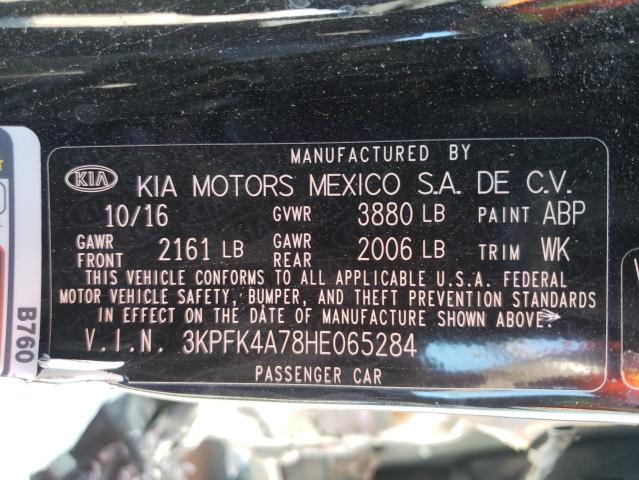 MANUFACTURED BY
KIA KIA MOTORS MEXICO S.A. DE C.V.
10/16 GVWR 3880 LB PAINT ABP
GAWR FRONT 2161 LB GAWR REAR 2006 LB TRIM WK
THIS VEHICLE CONFORMS TO ALL APPLICABLE U.S.A. FEDERAL
MOTOR VEHICLE SAFETY, BUMPER, AND THEFT PREVENTION STANDARDS
IN EFFECT ON THE DATE OF MANUFACTURE SHOWN ABOVE.
V.I.N. 3KPFK4A78HE065284
PASSENGER CAR
B760